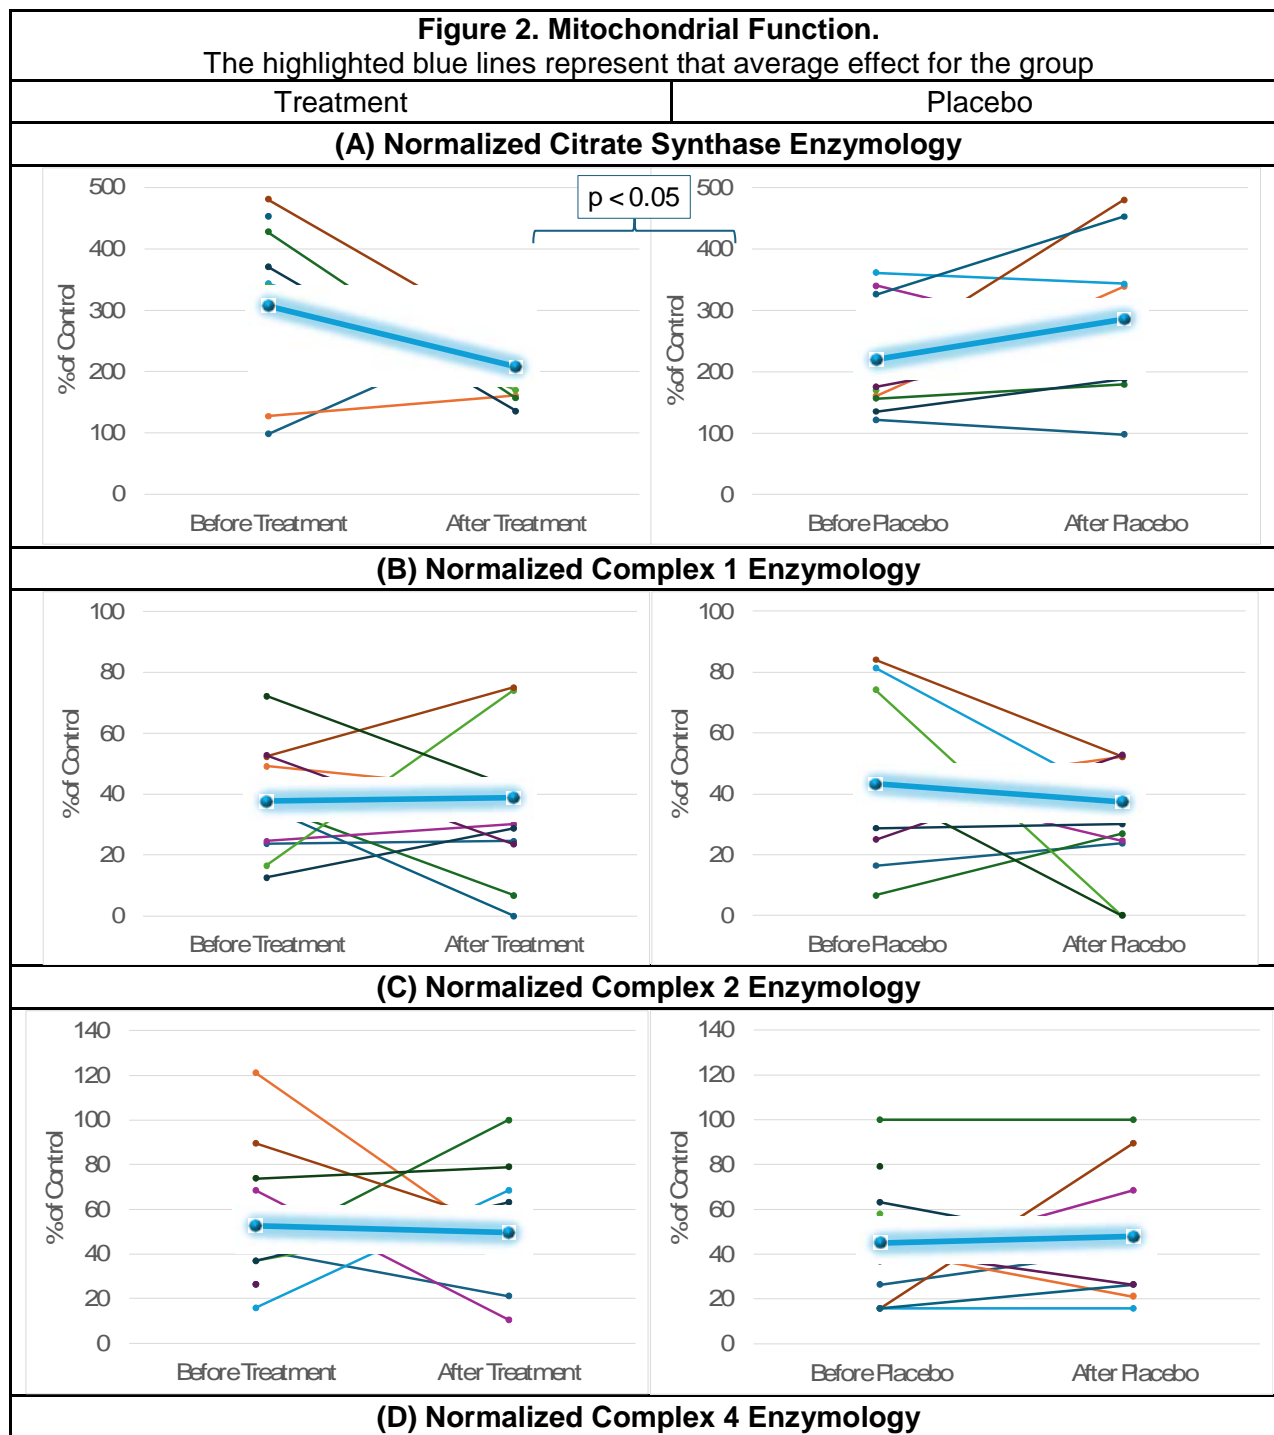 Figure 2. Mitochondrial Function.
The highlighted blue lines represent that average effect for the group
Treatment
Placebo
(A) Normalized Citrate Synthase Enzymology
500
400
300
200
100
0
% of Control
Before Treatment
After Treatment
p < 0.05
500
400
300
200
100
0
% of Control
Before Placebo
After Placebo
(B) Normalized Complex 1 Enzymology
100
80
60
40
20
0
% of Control
Before Treatment
After Treatment
100
80
60
40
20
0
% of Control
Before Placebo
After Placebo
(C) Normalized Complex 2 Enzymology
140
120
100
80
60
40
20
0
% of Control
Before Treatment
After Treatment
140
120
100
80
60
40
20
0
% of Control
Before Placebo
After Placebo
(D) Normalized Complex 4 Enzymology